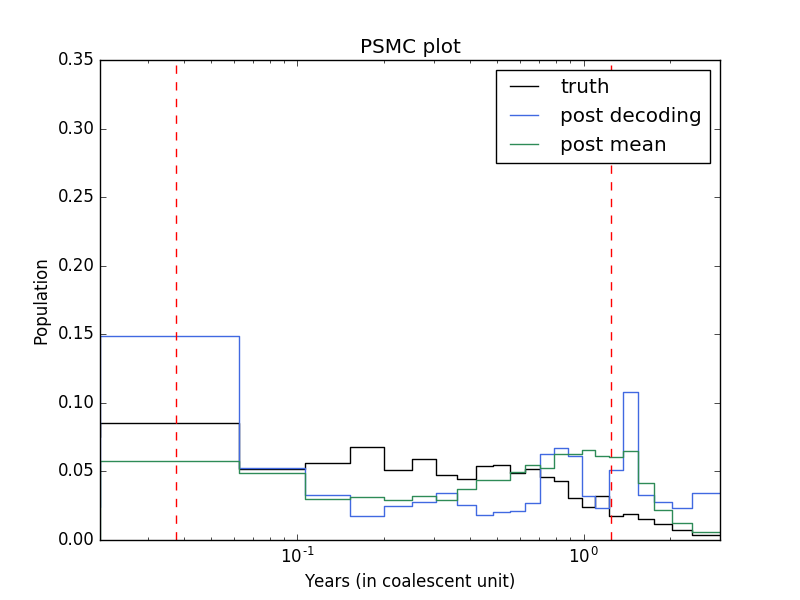 PSMC plot
truth
post decoding
post mean
Population
0.35
0.30
0.25
0.20
0.15
0.10
0.05
0.00
10⁻¹
10⁰
Years (in coalescent unit)